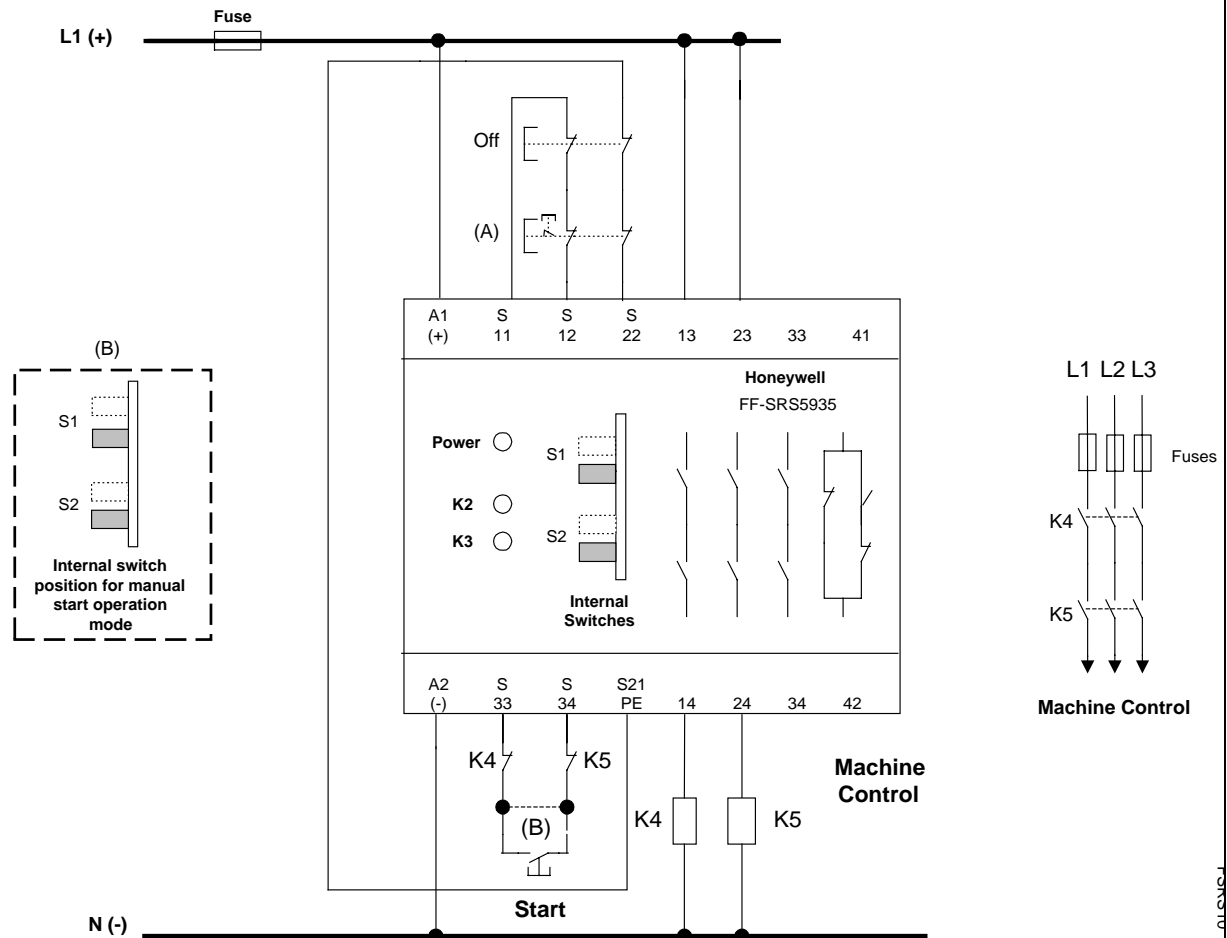 Fuse
L1 (+)
Off
(A)
A1 S S S
(+) 11 12 22 13 23 33 41
(B)
S1
S2
Internal switch
position for manual
start operation
mode
Honeywell
FF-SRS5935
Power
K2
K3
S1
S2
Internal
Switches
L1 L2 L3
Fuses
K4
K5
Machine Control
A2 S S S21
(-) 33 34 PE 14 24 34 42
K4 K5
(B)
Start
K4 K5
Machine
Control
N (-)